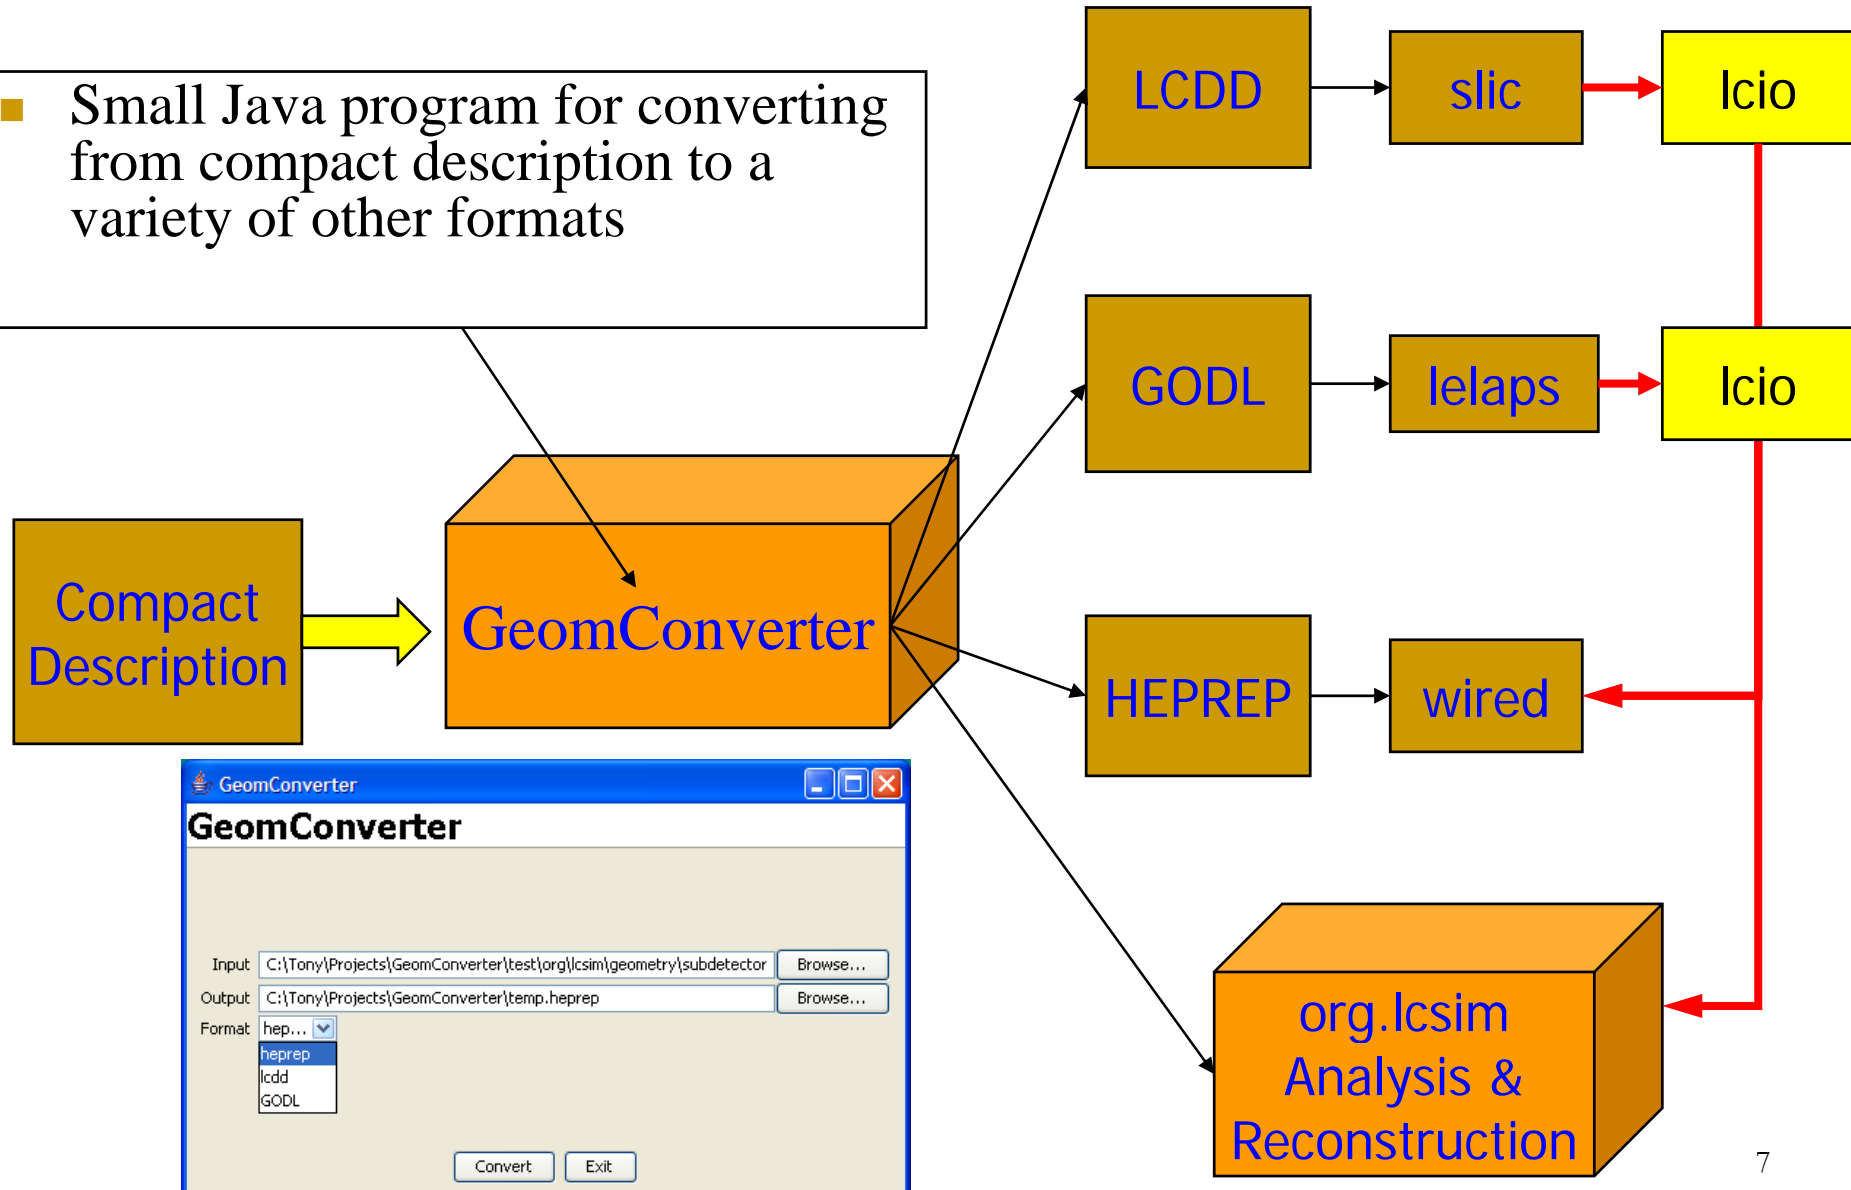 Small Java program for converting
from compact description to a
variety of other formats
LCDD
slic
lcio
GODL
lelaps
lcio
Compact
Description
GeomConverter
HEPREP
wired
GeomConverter
GeomConverter
Input C:\Tony\Projects\GeomConverter\test\org\lcsim\geometry\subdetector Browse...
Output C:\Tony\Projects\GeomConverter\temp.heprep Browse...
Format hep...
heprep
lcdd
GODL
Convert Exit
org.lcsim
Analysis &
Reconstruction
7